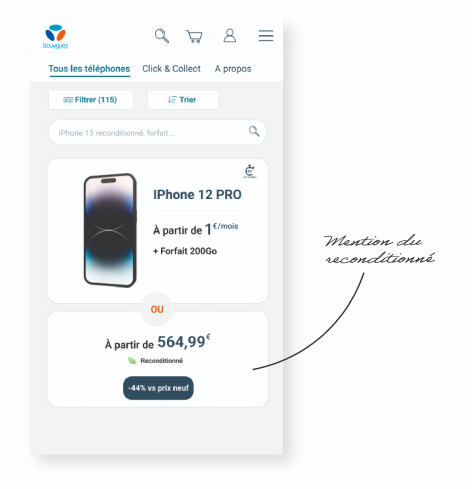 bouygues
Tous les téléphones Click & Collect A propos
Filtrer (115) Trier
iPhone 13 reconditionné, forfait...
IPhone 12 PRO
À partir de 1€/mois
+ Forfait 200Go
OU
À partir de 564,99€
Reconditionné
-44% vs prix neuf
Mention du
reconditionné